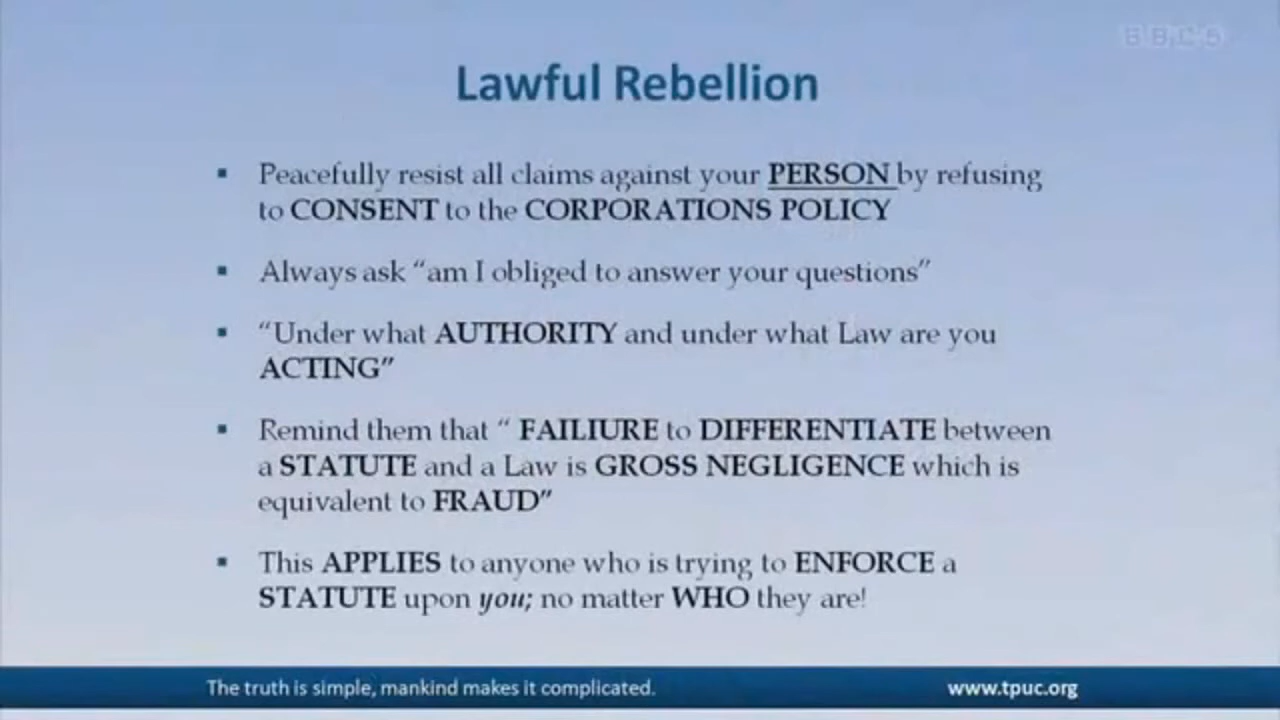 BBC 5
Lawful Rebellion
▪ Peacefully resist all claims against your PERSON by refusing
to CONSENT to the CORPORATIONS POLICY
▪ Always ask “am I obliged to answer your questions”
▪ “Under what AUTHORITY and under what Law are you
ACTING”
▪ Remind them that “ FAILIURE to DIFFERENTIATE between
a STATUTE and a Law is GROSS NEGLIGENCE which is
equivalent to FRAUD”
▪ This APPLIES to anyone who is trying to ENFORCE a
STATUTE upon you; no matter WHO they are!
The truth is simple, mankind makes it complicated.
www.tpuc.org